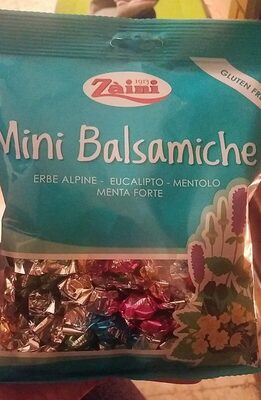 1913
Zàini
GLUTEN FREE
Mini Balsamiche
ERBE ALPINE - EUCALIPTO - MENTOLO
MENTA FORTE